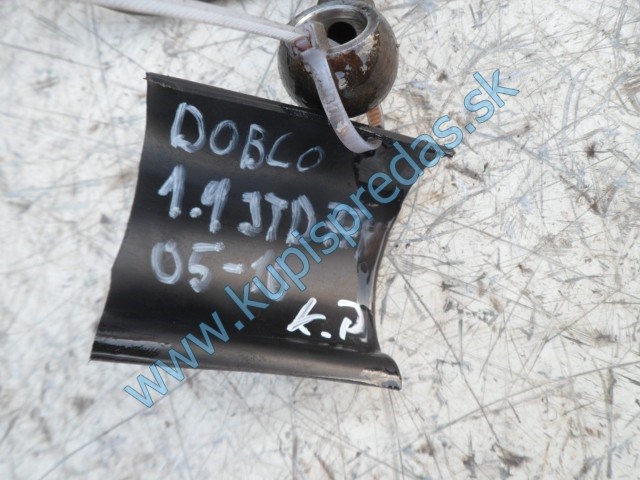 DOBLO
1.9 JTD
05-
K.P
www.kupispredas.sk